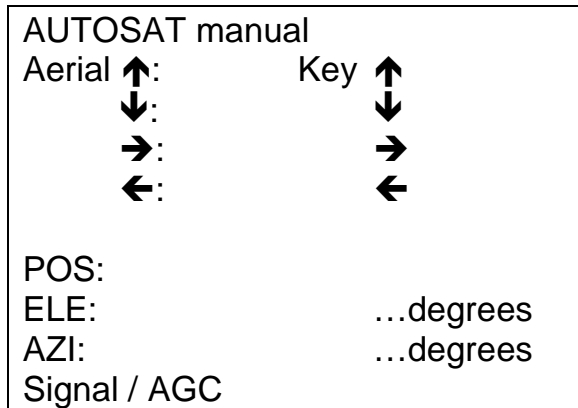 AUTOSAT manual
Aerial ↑: Key ↑
↓: ↓
→: →
←: ←
POS:
ELE: …degrees
AZI: …degrees
Signal / AGC